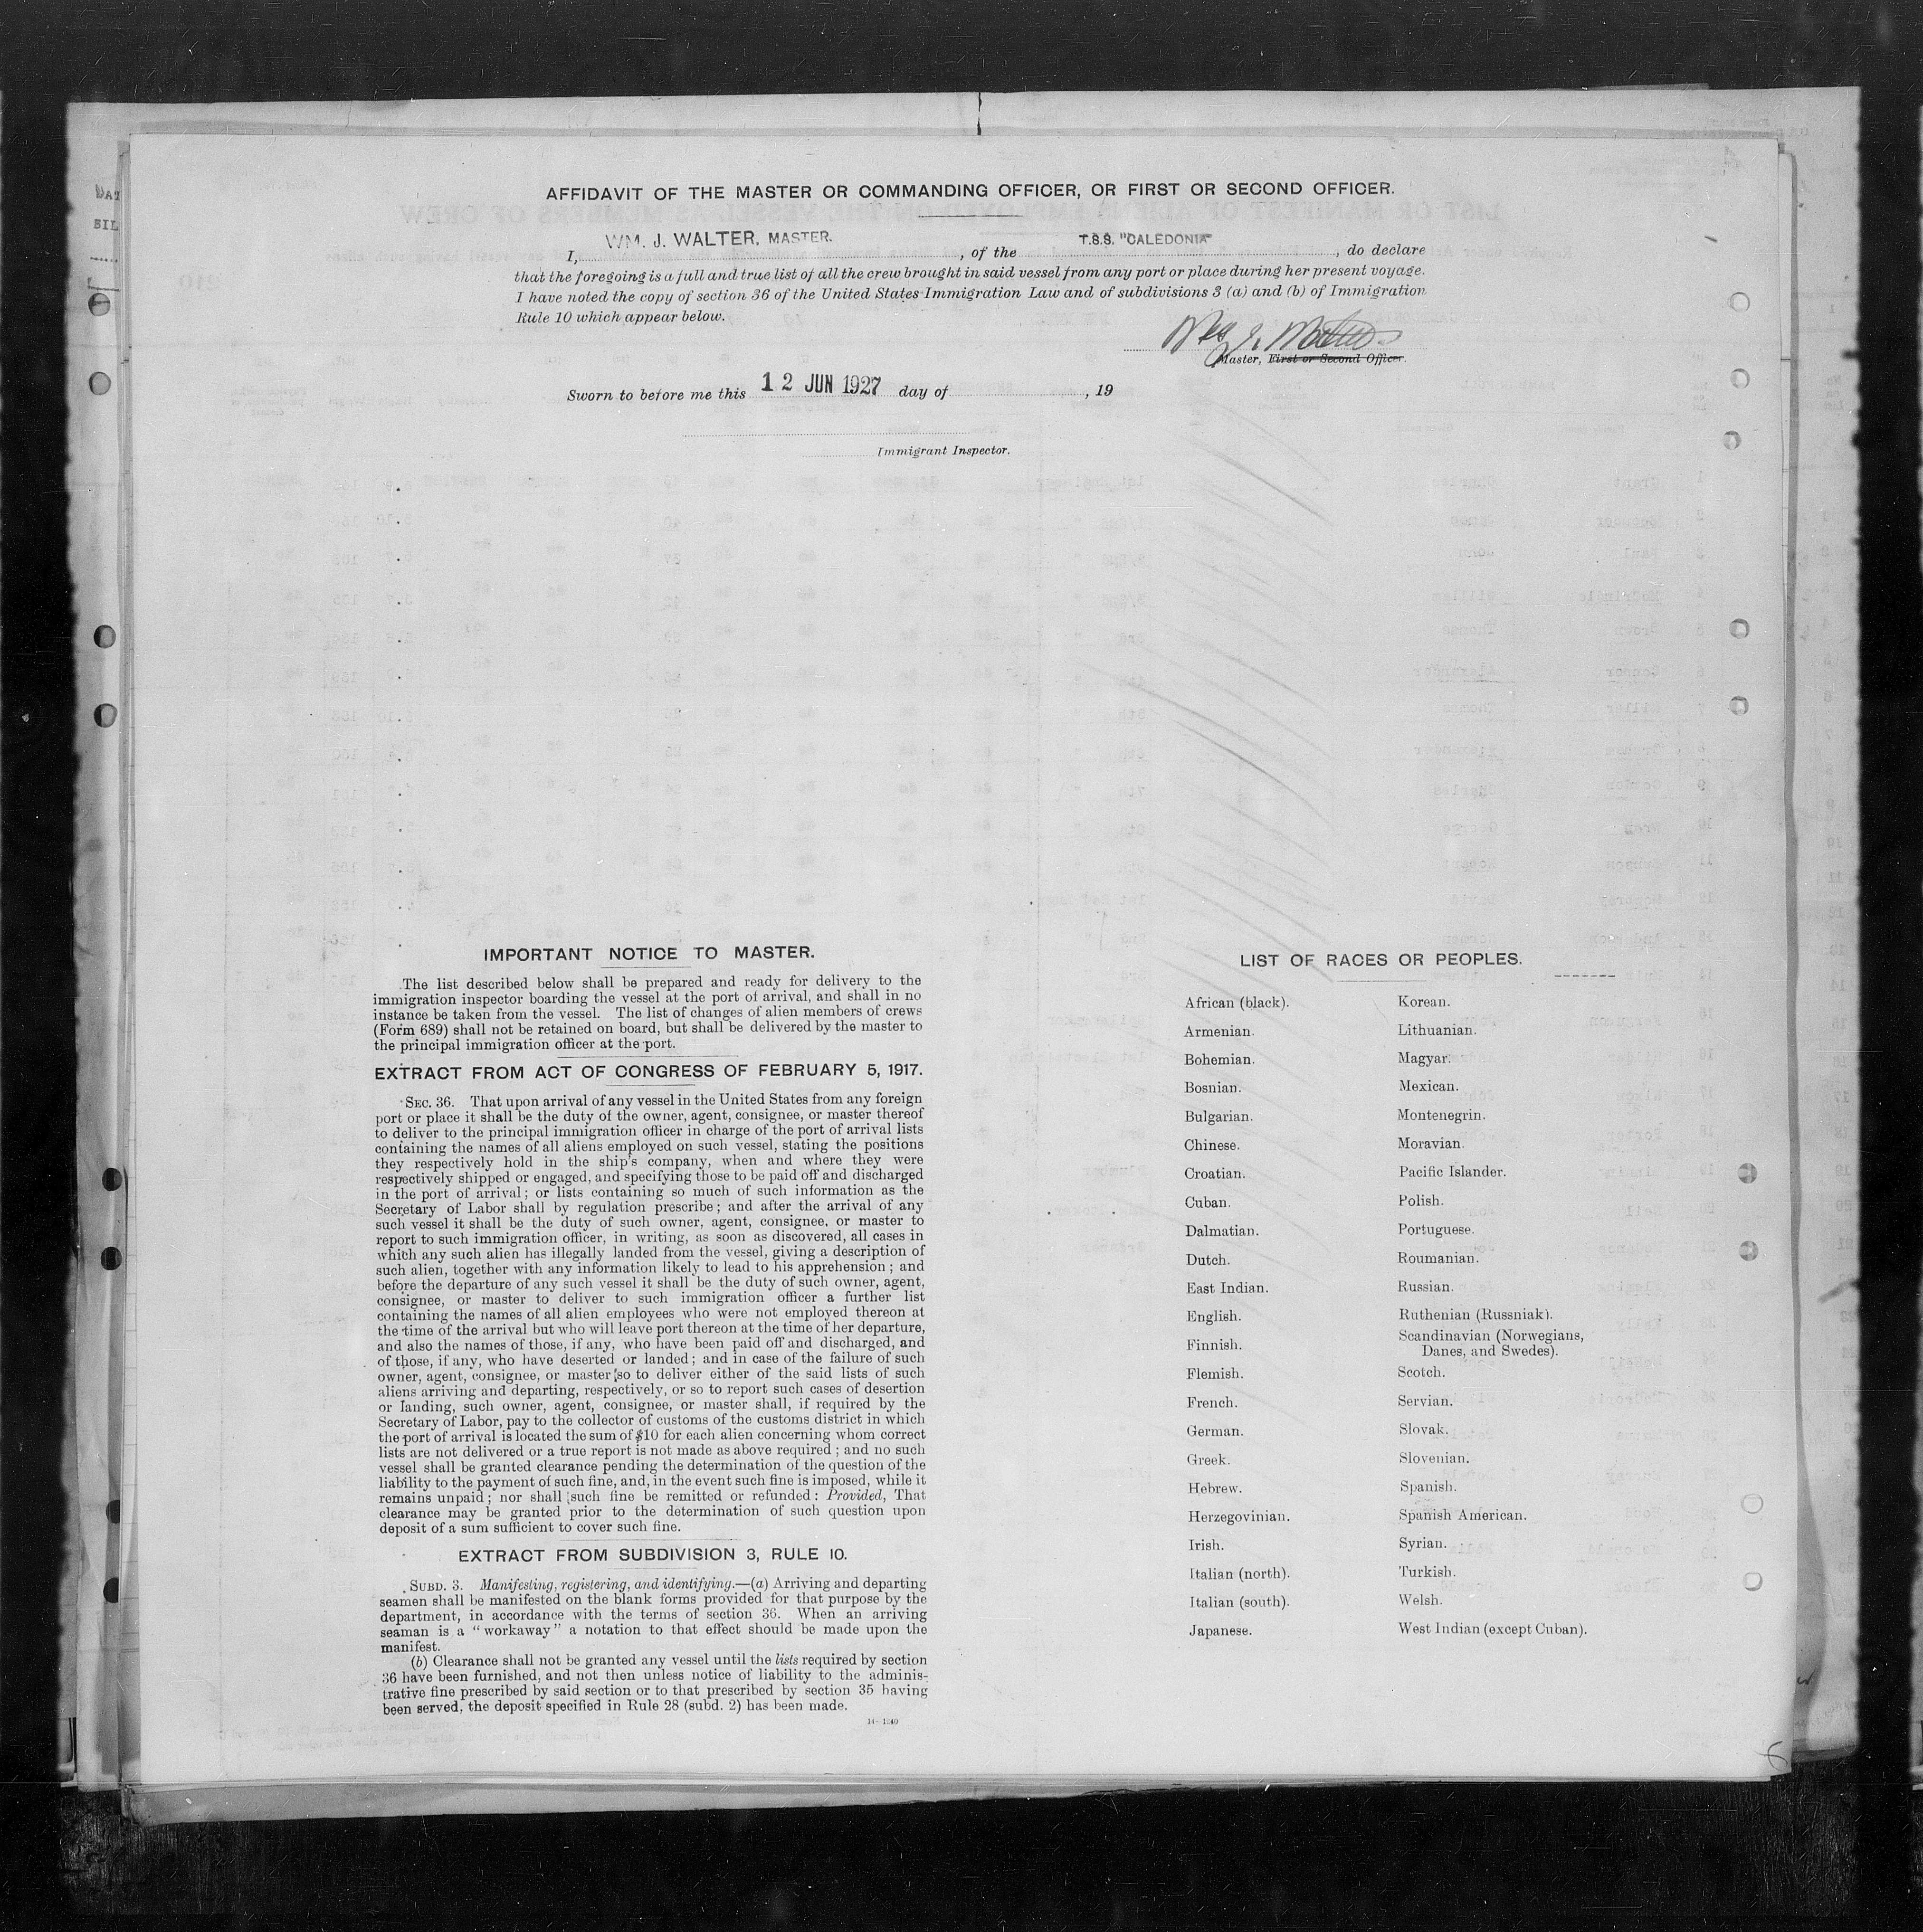 AFFIDAVIT OF THE MASTER OR COMMANDING OFFICER, OR FIRST OR SECOND OFFICER.
I, WM. J. WALTER, MASTER. , of the T.S.S. "CALEDONIA" , do declare
that the foregoing is a full and true list of all the crew brought in said vessel from any port or place during her present voyage.
I have noted the copy of section 36 of the United States Immigration Law and of subdivisions 3 (a) and (b) of Immigration
Rule 10 which appear below.
Master, First or Second Officer.
Sworn to before me this 12 JUN 1927 day of , 19
Immigrant Inspector.
IMPORTANT NOTICE TO MASTER.
The list described below shall be prepared and ready for delivery to the
immigration inspector boarding the vessel at the port of arrival, and shall in no
instance be taken from the vessel. The list of changes of alien members of crews
(Form 689) shall not be retained on board, but shall be delivered by the master to
the principal immigration officer at the port.
EXTRACT FROM ACT OF CONGRESS OF FEBRUARY 5, 1917.
SEC. 36. That upon arrival of any vessel in the United States from any foreign
port or place it shall be the duty of the owner, agent, consignee, or master thereof
to deliver to the principal immigration officer in charge of the port of arrival lists
containing the names of all aliens employed on such vessel, stating the positions
they respectively hold in the ship's company, when and where they were
respectively shipped or engaged, and specifying those to be paid off and discharged
in the port of arrival; or lists containing so much of such information as the
Secretary of Labor shall by regulation prescribe; and after the arrival of any
such vessel it shall be the duty of such owner, agent, consignee, or master to
report to such immigration officer, in writing, as soon as discovered, all cases in
which any such alien has illegally landed from the vessel, giving a description of
such alien, together with any information likely to lead to his apprehension; and
before the departure of any such vessel it shall be the duty of such owner, agent,
consignee, or master to deliver to such immigration officer a further list
containing the names of all alien employees who were not employed thereon at
the time of the arrival but who will leave port thereon at the time of her departure,
and also the names of those, if any, who have been paid off and discharged, and
of those, if any, who have deserted or landed; and in case of the failure of such
owner, agent, consignee, or master so to deliver either of the said lists of such
aliens arriving and departing, respectively, or so to report such cases of desertion
or landing, such owner, agent, consignee, or master shall, if required by the
Secretary of Labor, pay to the collector of customs of the customs district in which
the port of arrival is located the sum of $10 for each alien concerning whom correct
lists are not delivered or a true report is not made as above required; and no such
vessel shall be granted clearance pending the determination of the question of the
liability to the payment of such fine, and, in the event such fine is imposed, while it
remains unpaid; nor shall such fine be remitted or refunded: Provided, That
clearance may be granted prior to the determination of such question upon
deposit of a sum sufficient to cover such fine.
EXTRACT FROM SUBDIVISION 3, RULE 10.
SUBD. 3. Manifesting, registering, and identifying.—(a) Arriving and departing
seamen shall be manifested on the blank forms provided for that purpose by the
department, in accordance with the terms of section 36. When an arriving
seaman is a "workaway" a notation to that effect should be made upon the
manifest.
(b) Clearance shall not be granted any vessel until the lists required by section
36 have been furnished, and not then unless notice of liability to the adminis-
trative fine prescribed by said section or to that prescribed by section 35 having
been served, the deposit specified in Rule 28 (subd. 2) has been made.
14—1240
LIST OF RACES OR PEOPLES.
African (black).
Armenian.
Bohemian.
Bosnian.
Bulgarian.
Chinese.
Croatian.
Cuban.
Dalmatian.
Dutch.
East Indian.
English.
Finnish.
Flemish.
French.
German.
Greek.
Hebrew.
Herzegovinian.
Irish.
Italian (north).
Italian (south).
Japanese.
Korean.
Lithuanian.
Magyar.
Mexican.
Montenegrin.
Moravian.
Pacific Islander.
Polish.
Portuguese.
Roumanian.
Russian.
Ruthenian (Russniak).
Scandinavian (Norwegians,
Danes, and Swedes).
Scotch.
Servian.
Slovak.
Slovenian.
Spanish.
Spanish American.
Syrian.
Turkish.
Welsh.
West Indian (except Cuban).